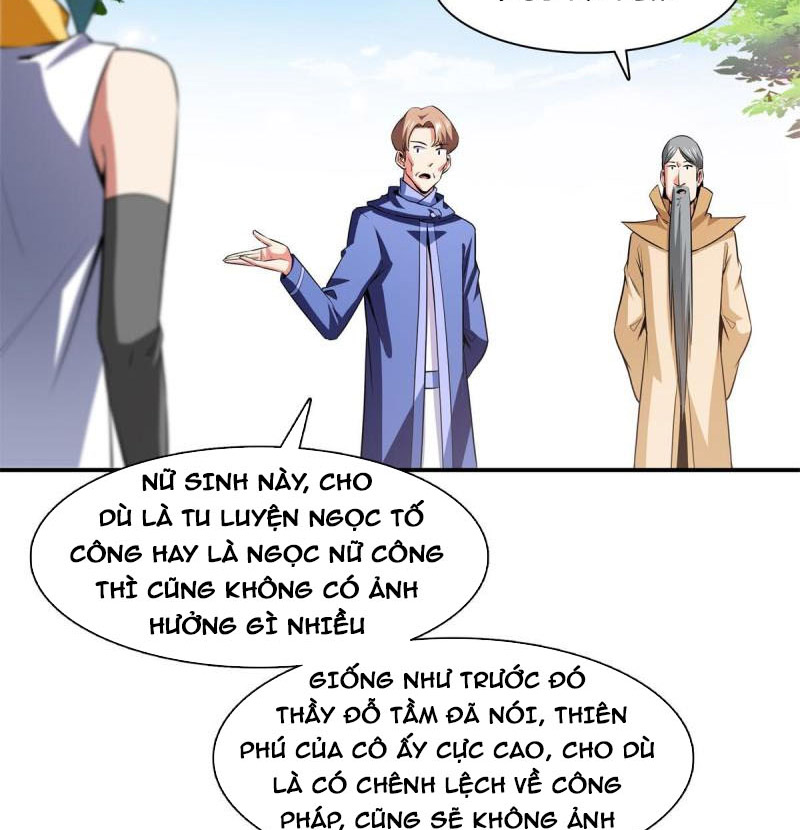 NỮ SINH NÀY, CHO
DÙ LÀ TU LUYỆN NGỌC TỐ
CÔNG HAY LÀ NGỌC NỮ CÔNG
THÌ CŨNG KHÔNG CÓ ẢNH
HƯỞNG GÌ NHIỀU
GIỐNG NHƯ TRƯỚC ĐÓ
THẦY ĐỖ TẦM ĐÃ NÓI, THIÊN
PHÚ CỦA CÔ ẤY CỰC CAO, CHO DÙ
LÀ CÓ CHÊNH LỆCH VỀ CÔNG
PHÁP, CŨNG SẼ KHÔNG ẢNH